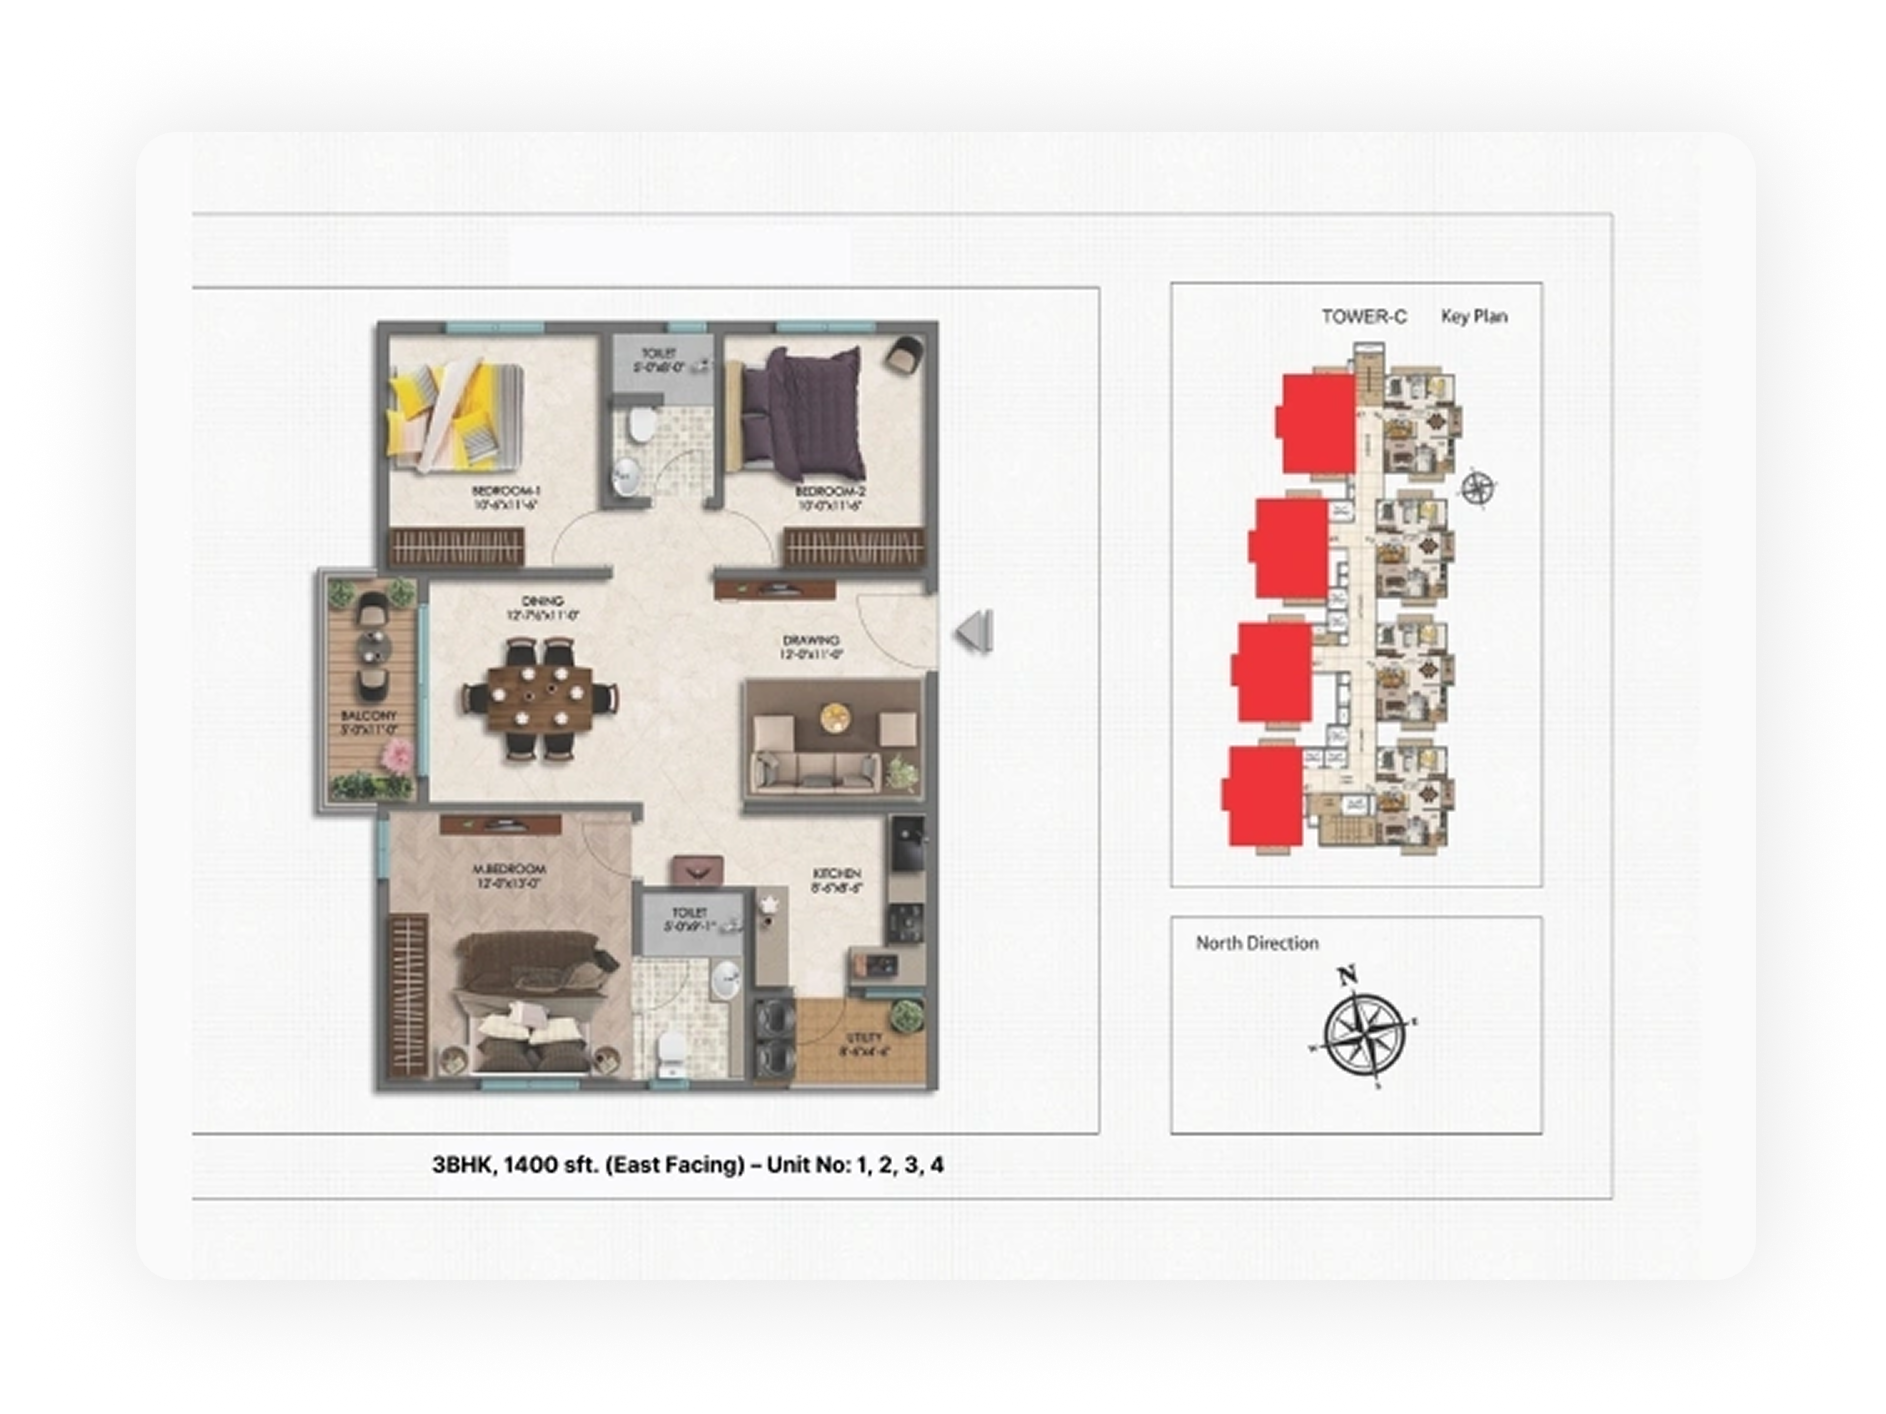 TOILET
5'-0"x8'-0"
BEDROOM-1
10'-6"x11'-6"
BEDROOM-2
10'-0"x11'-6"
DINING
12'-7½"x11'-0"
DRAWING
12'-0"x11'-0"
BALCONY
5'-0"x11'-0"
M.BEDROOM
12'-0"x13'-0"
KITCHEN
8'-6"x8'-6"
TOILET
5'-0"x9'-1"
UTILITY
8'-6"x4'-6"
3BHK, 1400 sft. (East Facing) – Unit No: 1, 2, 3, 4
TOWER-C Key Plan
North Direction
N
E
S